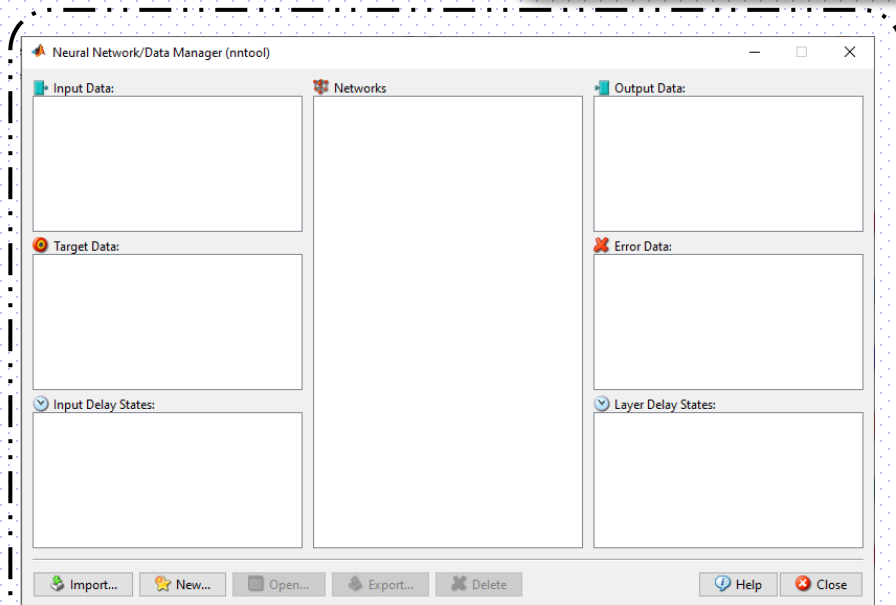 Neural Network/Data Manager (nntool)
Input Data:
Networks
Output Data:
Target Data:
Error Data:
Input Delay States:
Layer Delay States:
Import...
New...
Open...
Export...
Delete
Help
Close